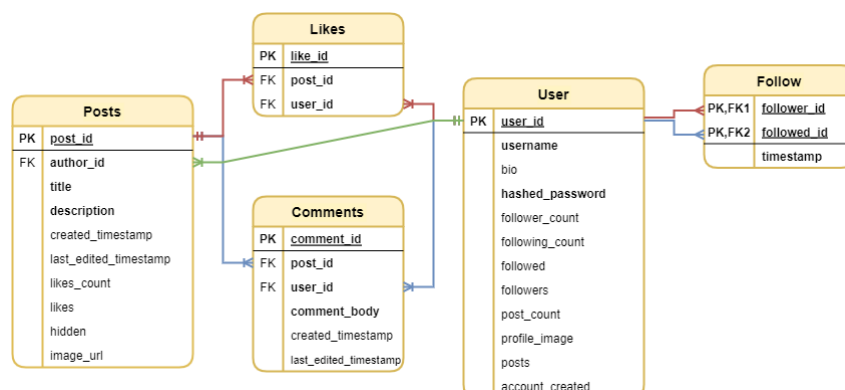 Posts
PK post_id
FK author_id
title
description
created_timestamp
last_edited_timestamp
likes_count
likes
hidden
image_url
Likes
PK like_id
FK post_id
FK user_id
Comments
PK comment_id
FK post_id
FK user_id
comment_body
created_timestamp
last_edited_timestamp
User
PK user_id
username
bio
hashed_password
follower_count
following_count
followed
followers
post_count
profile_image
posts
account_created
Follow
PK,FK1 follower_id
PK,FK2 followed_id
timestamp